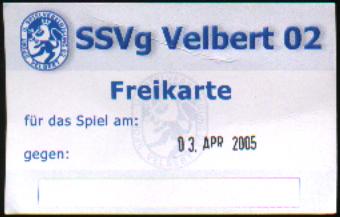 SSVg Velbert 02
Freikarte
für das Spiel am:
03. APR 2005
gegen: